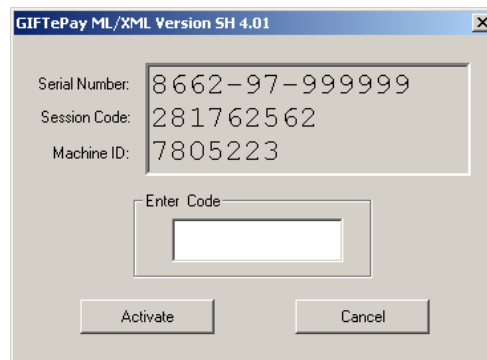 GIFTePay ML/XML Version SH 4.01
Serial Number: 8662-97-999999
Session Code: 281762562
Machine ID: 7805223
Enter Code
Activate Cancel